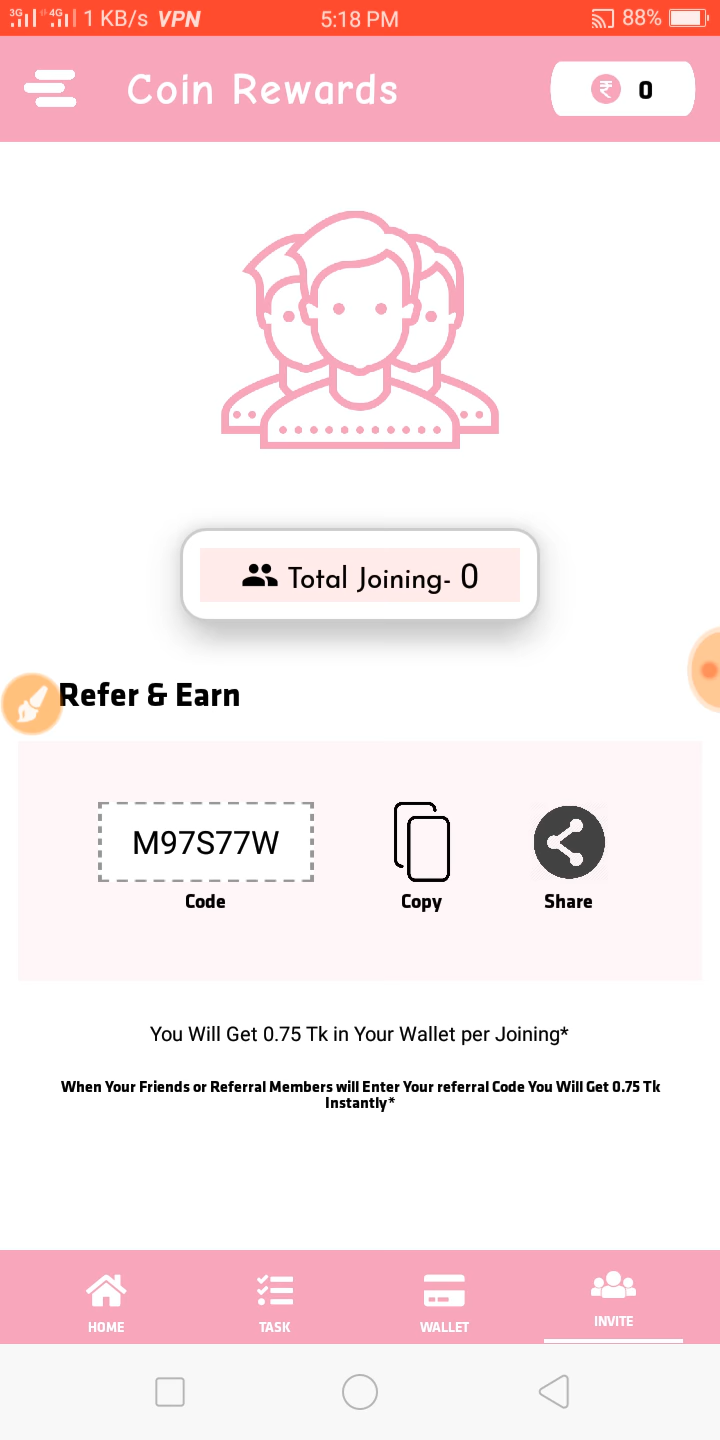 3G 4G 1 KB/s VPN 5:18 PM 88%
Coin Rewards ₹ 0
Total Joining- 0
Refer & Earn
M97S77W
Code Copy Share
You Will Get 0.75 Tk in Your Wallet per Joining*
When Your Friends or Referral Members will Enter Your referral Code You Will Get 0.75 Tk
Instantly*
HOME TASK WALLET INVITE